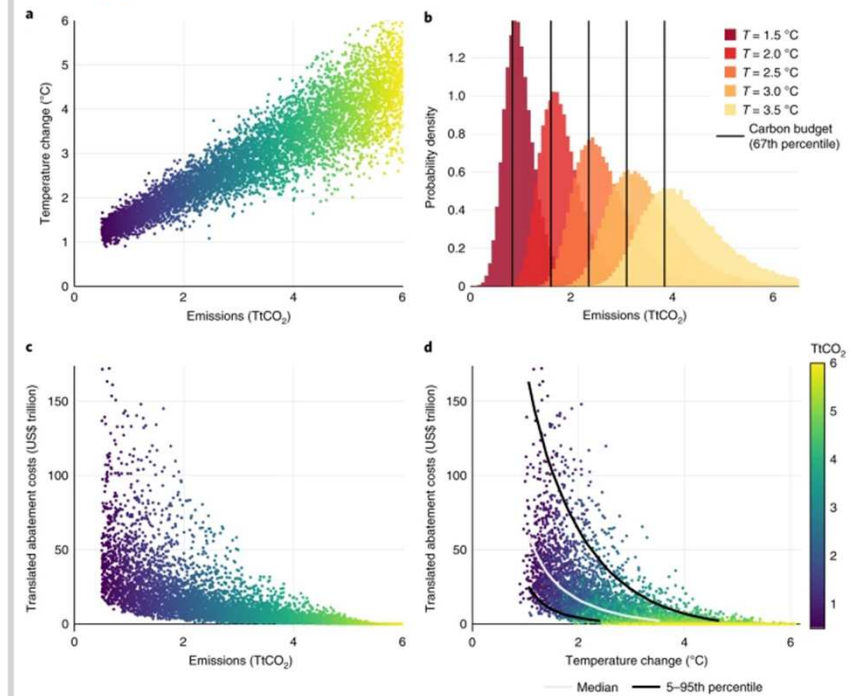 a
6
5
4
3
2
1
0
Temperature change (°C)
0 2 4 6
Emissions (TtCO₂)
b
1.2
1.0
0.8
0.6
0.4
0.2
0
Probability density
0 2 4 6
Emissions (TtCO₂)
T = 1.5 °C
T = 2.0 °C
T = 2.5 °C
T = 3.0 °C
T = 3.5 °C
Carbon budget
(67th percentile)
c
150
100
50
0
Translated abatement costs (US$ trillion)
0 2 4 6
Emissions (TtCO₂)
d
150
100
50
0
Translated abatement costs (US$ trillion)
0 2 4 6
Temperature change (°C)
Median 5–95th percentile
TtCO₂
6
5
4
3
2
1